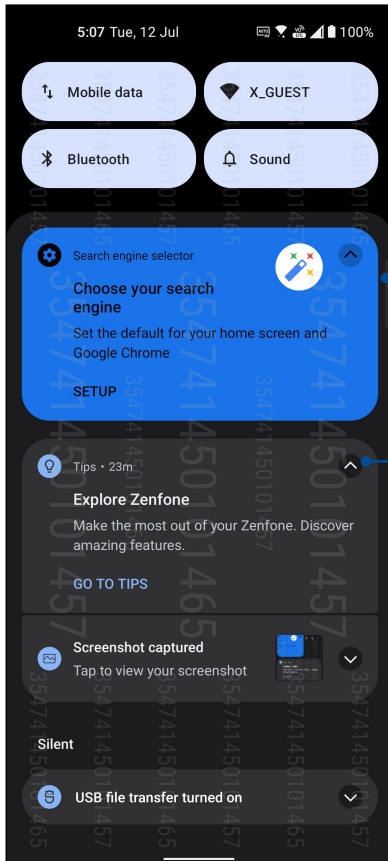 5:07 Tue, 12 Jul 100%
Mobile data
X_GUEST
Bluetooth
Sound
Search engine selector
Choose your search
engine
Set the default for your home screen and
Google Chrome
SETUP
Tips • 23m
Explore Zenfone
Make the most out of your Zenfone. Discover
amazing features.
GO TO TIPS
Screenshot captured
Tap to view your screenshot
Silent
USB file transfer turned on